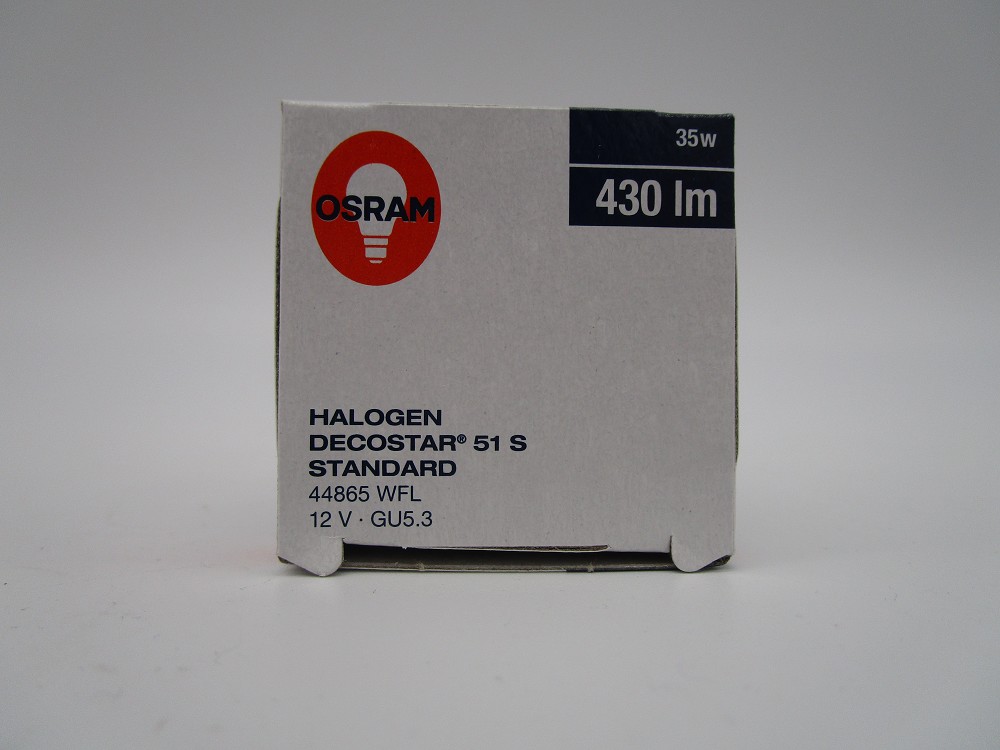 OSRAM
35W
430 lm
HALOGEN
DECOSTAR® 51 S
STANDARD
44865 WFL
12 V · GU5.3